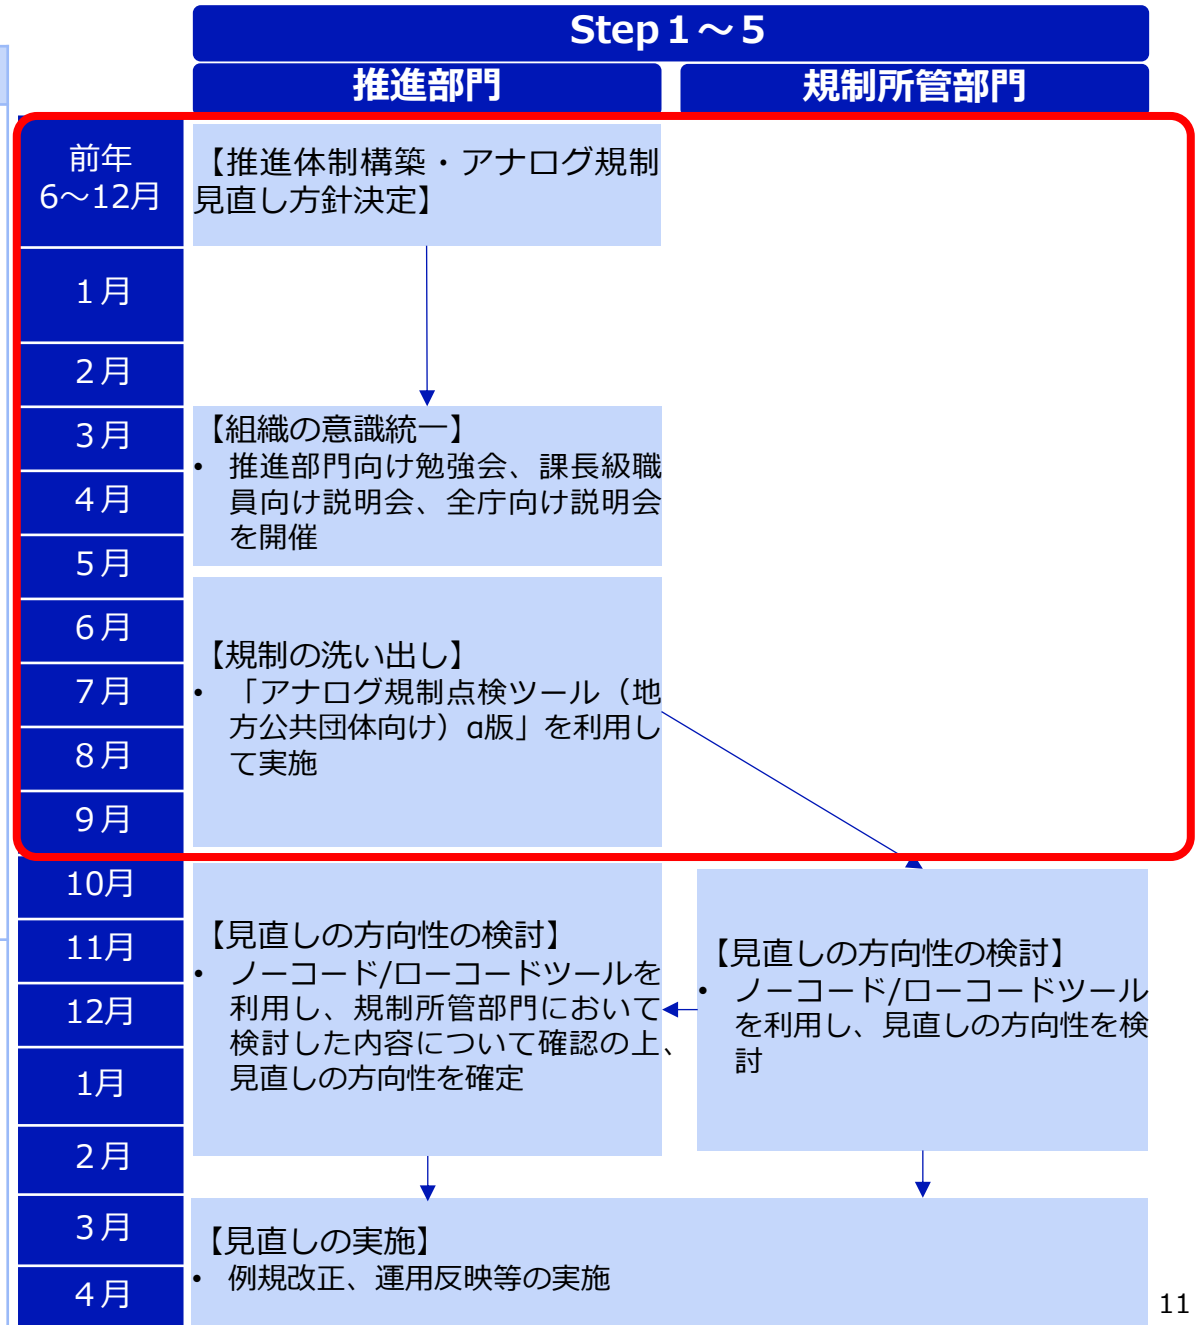 Step１～５
推進部門
規制所管部門
前年
6～12月
【推進体制構築・アナログ規制
見直し方針決定】
１月
２月
３月
【組織の意識統一】
• 推進部門向け勉強会、課長級職
員向け説明会、全庁向け説明会
を開催
４月
５月
６月
【規制の洗い出し】
• 「アナログ規制点検ツール（地
方公共団体向け）α版」を利用し
て実施
７月
８月
９月
10月
11月
12月
1月
２月
【見直しの方向性の検討】
• ノーコード/ローコードツールを
利用し、規制所管部門において
検討した内容について確認の上、
見直しの方向性を確定
【見直しの方向性の検討】
• ノーコード/ローコードツール
を利用し、見直しの方向性を検
討
３月
４月
【見直しの実施】
• 例規改正、運用反映等の実施
11